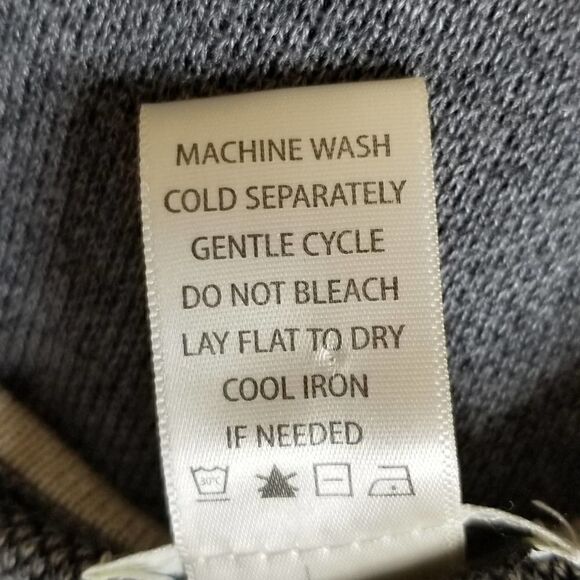 MACHINE WASH
COLD SEPARATELY
GENTLE CYCLE
DO NOT BLEACH
LAY FLAT TO DRY
COOL IRON
IF NEEDED
30°C